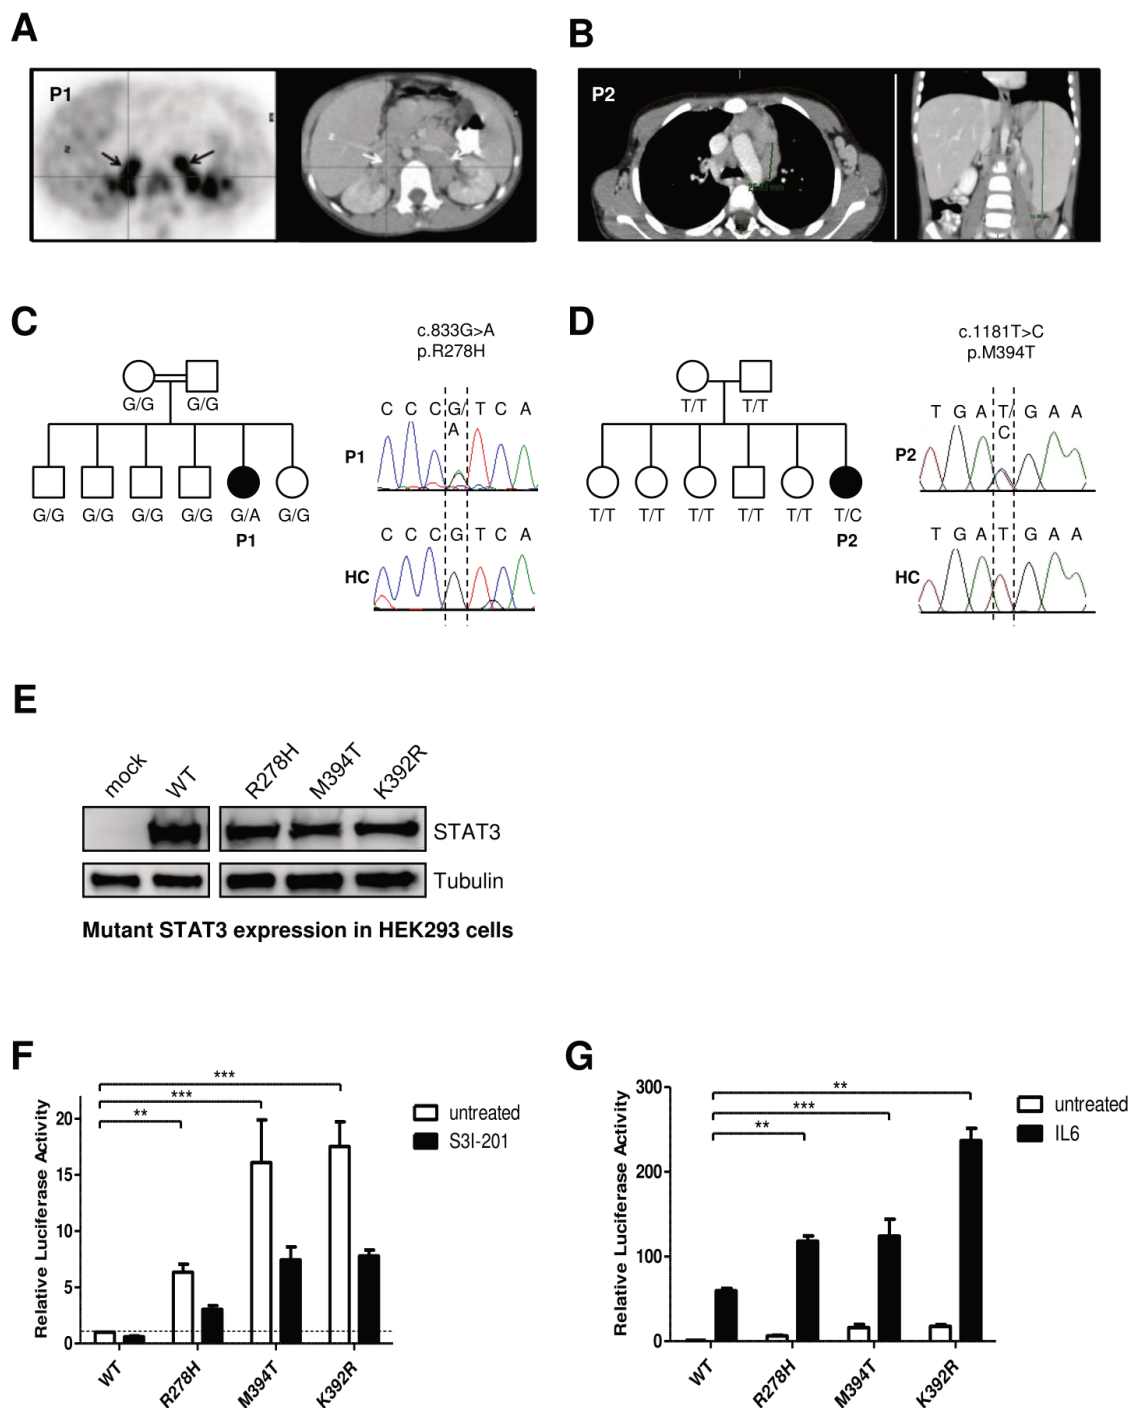 A
B
P1
P2
C
D
c.833G>A
p.R278H
c.1181T>C
p.M394T
G/G G/G
T/T T/T
C C C G/ T C A
A
T G A T/ G A A
C
P1
P2
G/G G/G G/G G/G G/A G/G
P1
T/T T/T T/T T/T T/T T/C
P2
C C C G T C A
T G A T G A A
HC
HC
E
mock WT R278H M394T K392R
STAT3
Tubulin
Mutant STAT3 expression in HEK293 cells
F
G
***
***
**
untreated
S3I-201
Relative Luciferase Activity
20
15
10
5
0
WT R278H M394T K392R
**
***
**
untreated
IL6
Relative Luciferase Activity
300
200
100
0
WT R278H M394T K392R